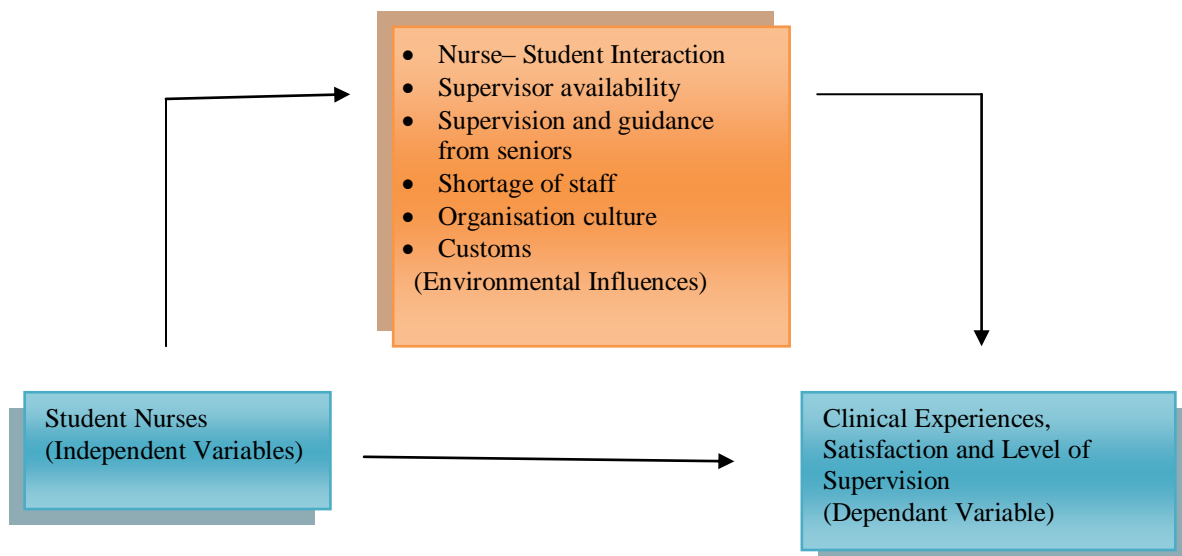 • Nurse– Student Interaction
• Supervisor availability
• Supervision and guidance
from seniors
• Shortage of staff
• Organisation culture
• Customs
(Environmental Influences)
Student Nurses
(Independent Variables)
Clinical Experiences,
Satisfaction and Level of
Supervision
(Dependant Variable)